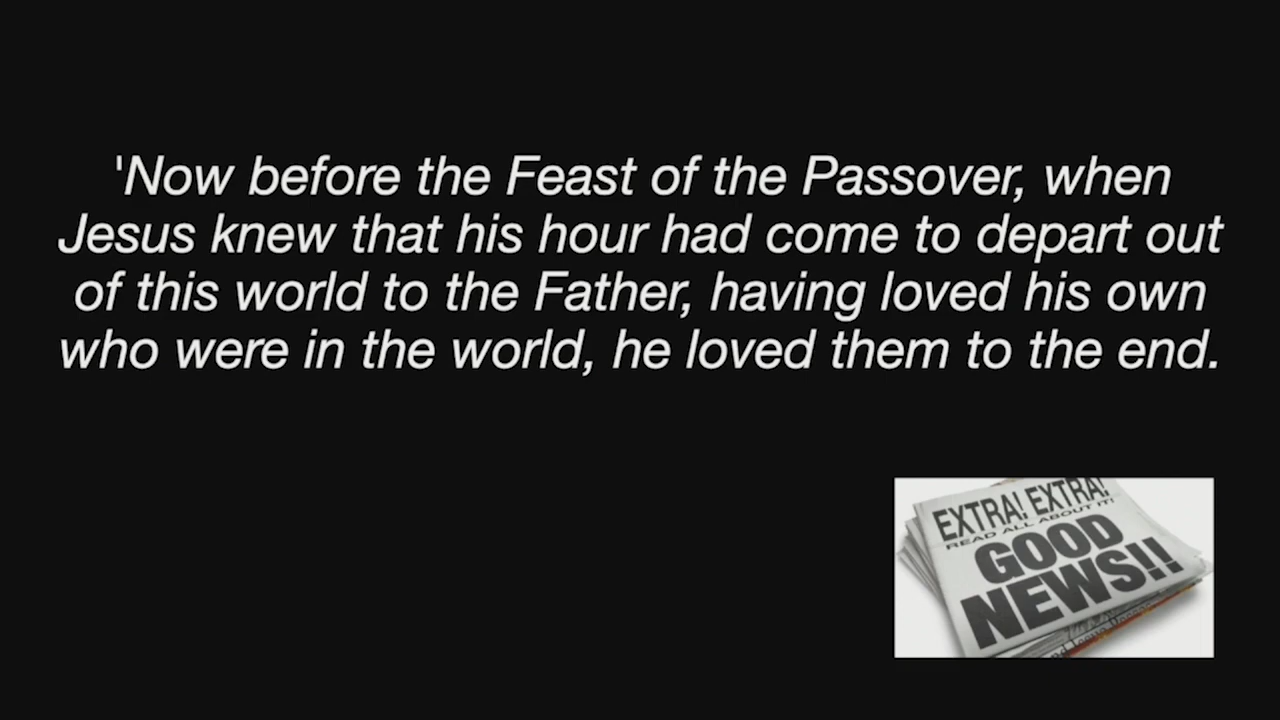 'Now before the Feast of the Passover, when
Jesus knew that his hour had come to depart out
of this world to the Father, having loved his own
who were in the world, he loved them to the end.
EXTRA! EXTRA!
READ ALL ABOUT IT!
GOOD
NEWS!!